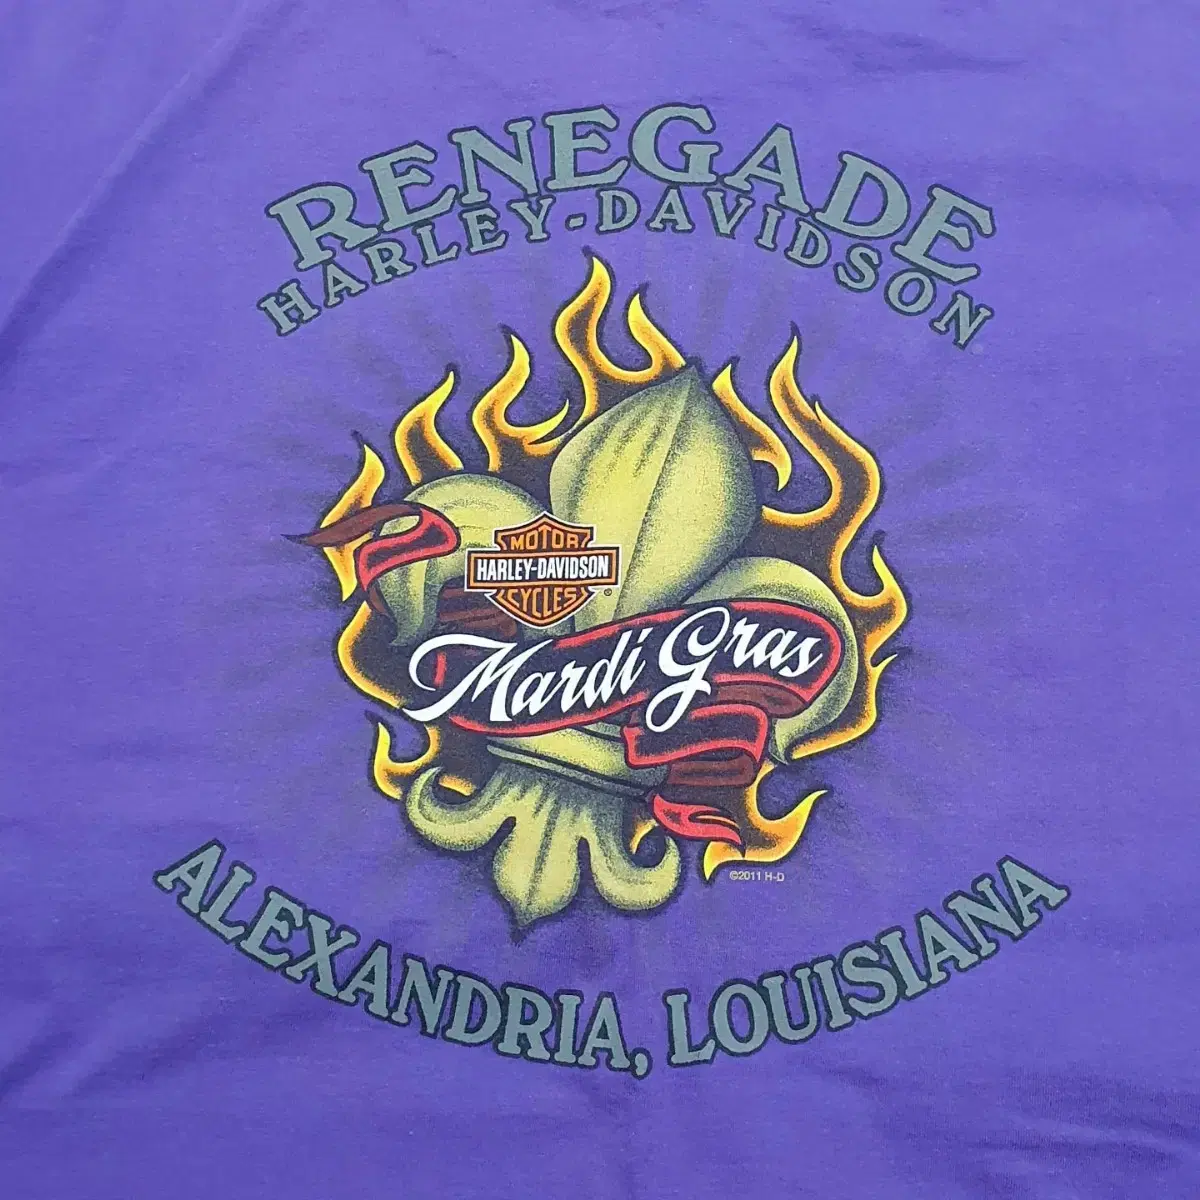 RENEGADE
HARLEY-DAVIDSON
MOTOR
HARLEY-DAVIDSON
CYCLES
®
Mardi Gras
©2011 H-D
ALEXANDRIA, LOUISIANA